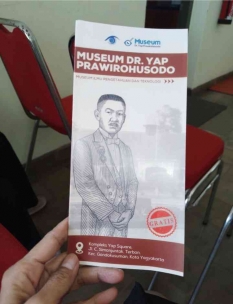 Museum
MUSEUM DR. YAP
PRAWIROHUSODO
GRATIS
Kompleks Yap Square,
Jl. C. Simanjuntak, Terban,
Kec. Gondokusuman, Kota Yogyakarta